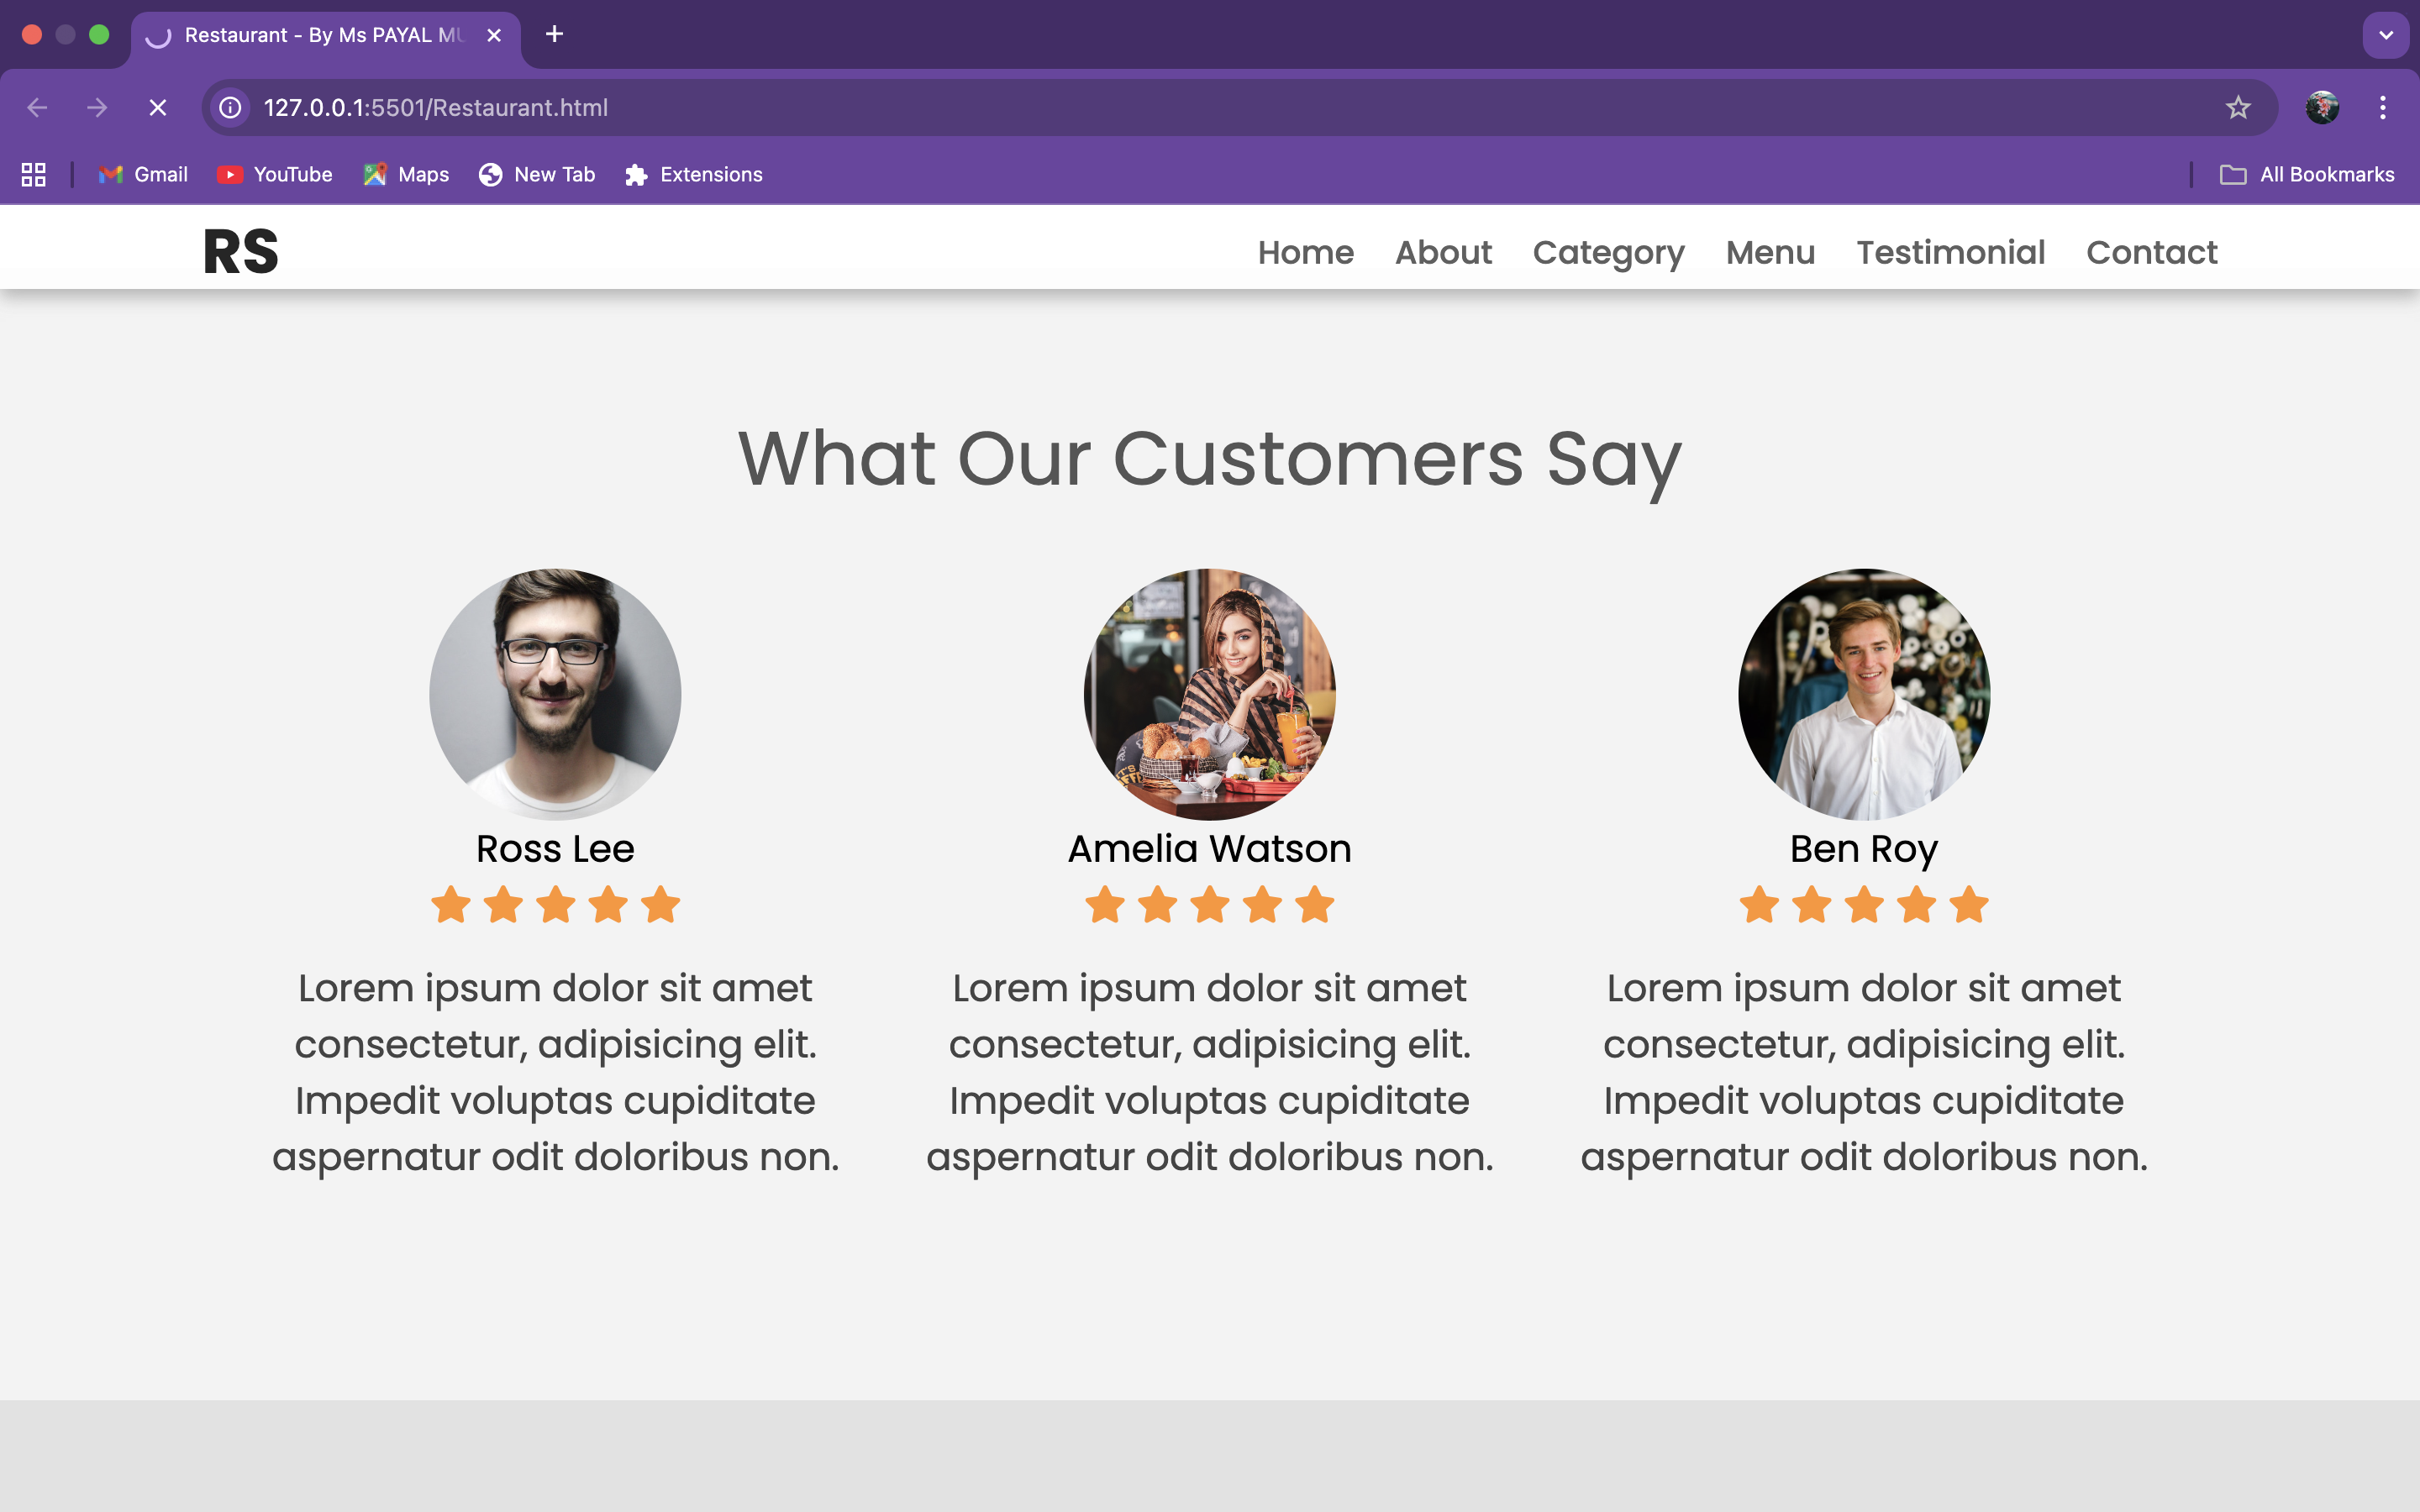 Restaurant - By Ms PAYAL MU
127.0.0.1:5501/Restaurant.html
Gmail YouTube Maps New Tab Extensions All Bookmarks
RS Home About Category Menu Testimonial Contact
What Our Customers Say
Ross Lee
Lorem ipsum dolor sit amet
consectetur, adipisicing elit.
Impedit voluptas cupiditate
aspernatur odit doloribus non.
Amelia Watson
Lorem ipsum dolor sit amet
consectetur, adipisicing elit.
Impedit voluptas cupiditate
aspernatur odit doloribus non.
Ben Roy
Lorem ipsum dolor sit amet
consectetur, adipisicing elit.
Impedit voluptas cupiditate
aspernatur odit doloribus non.